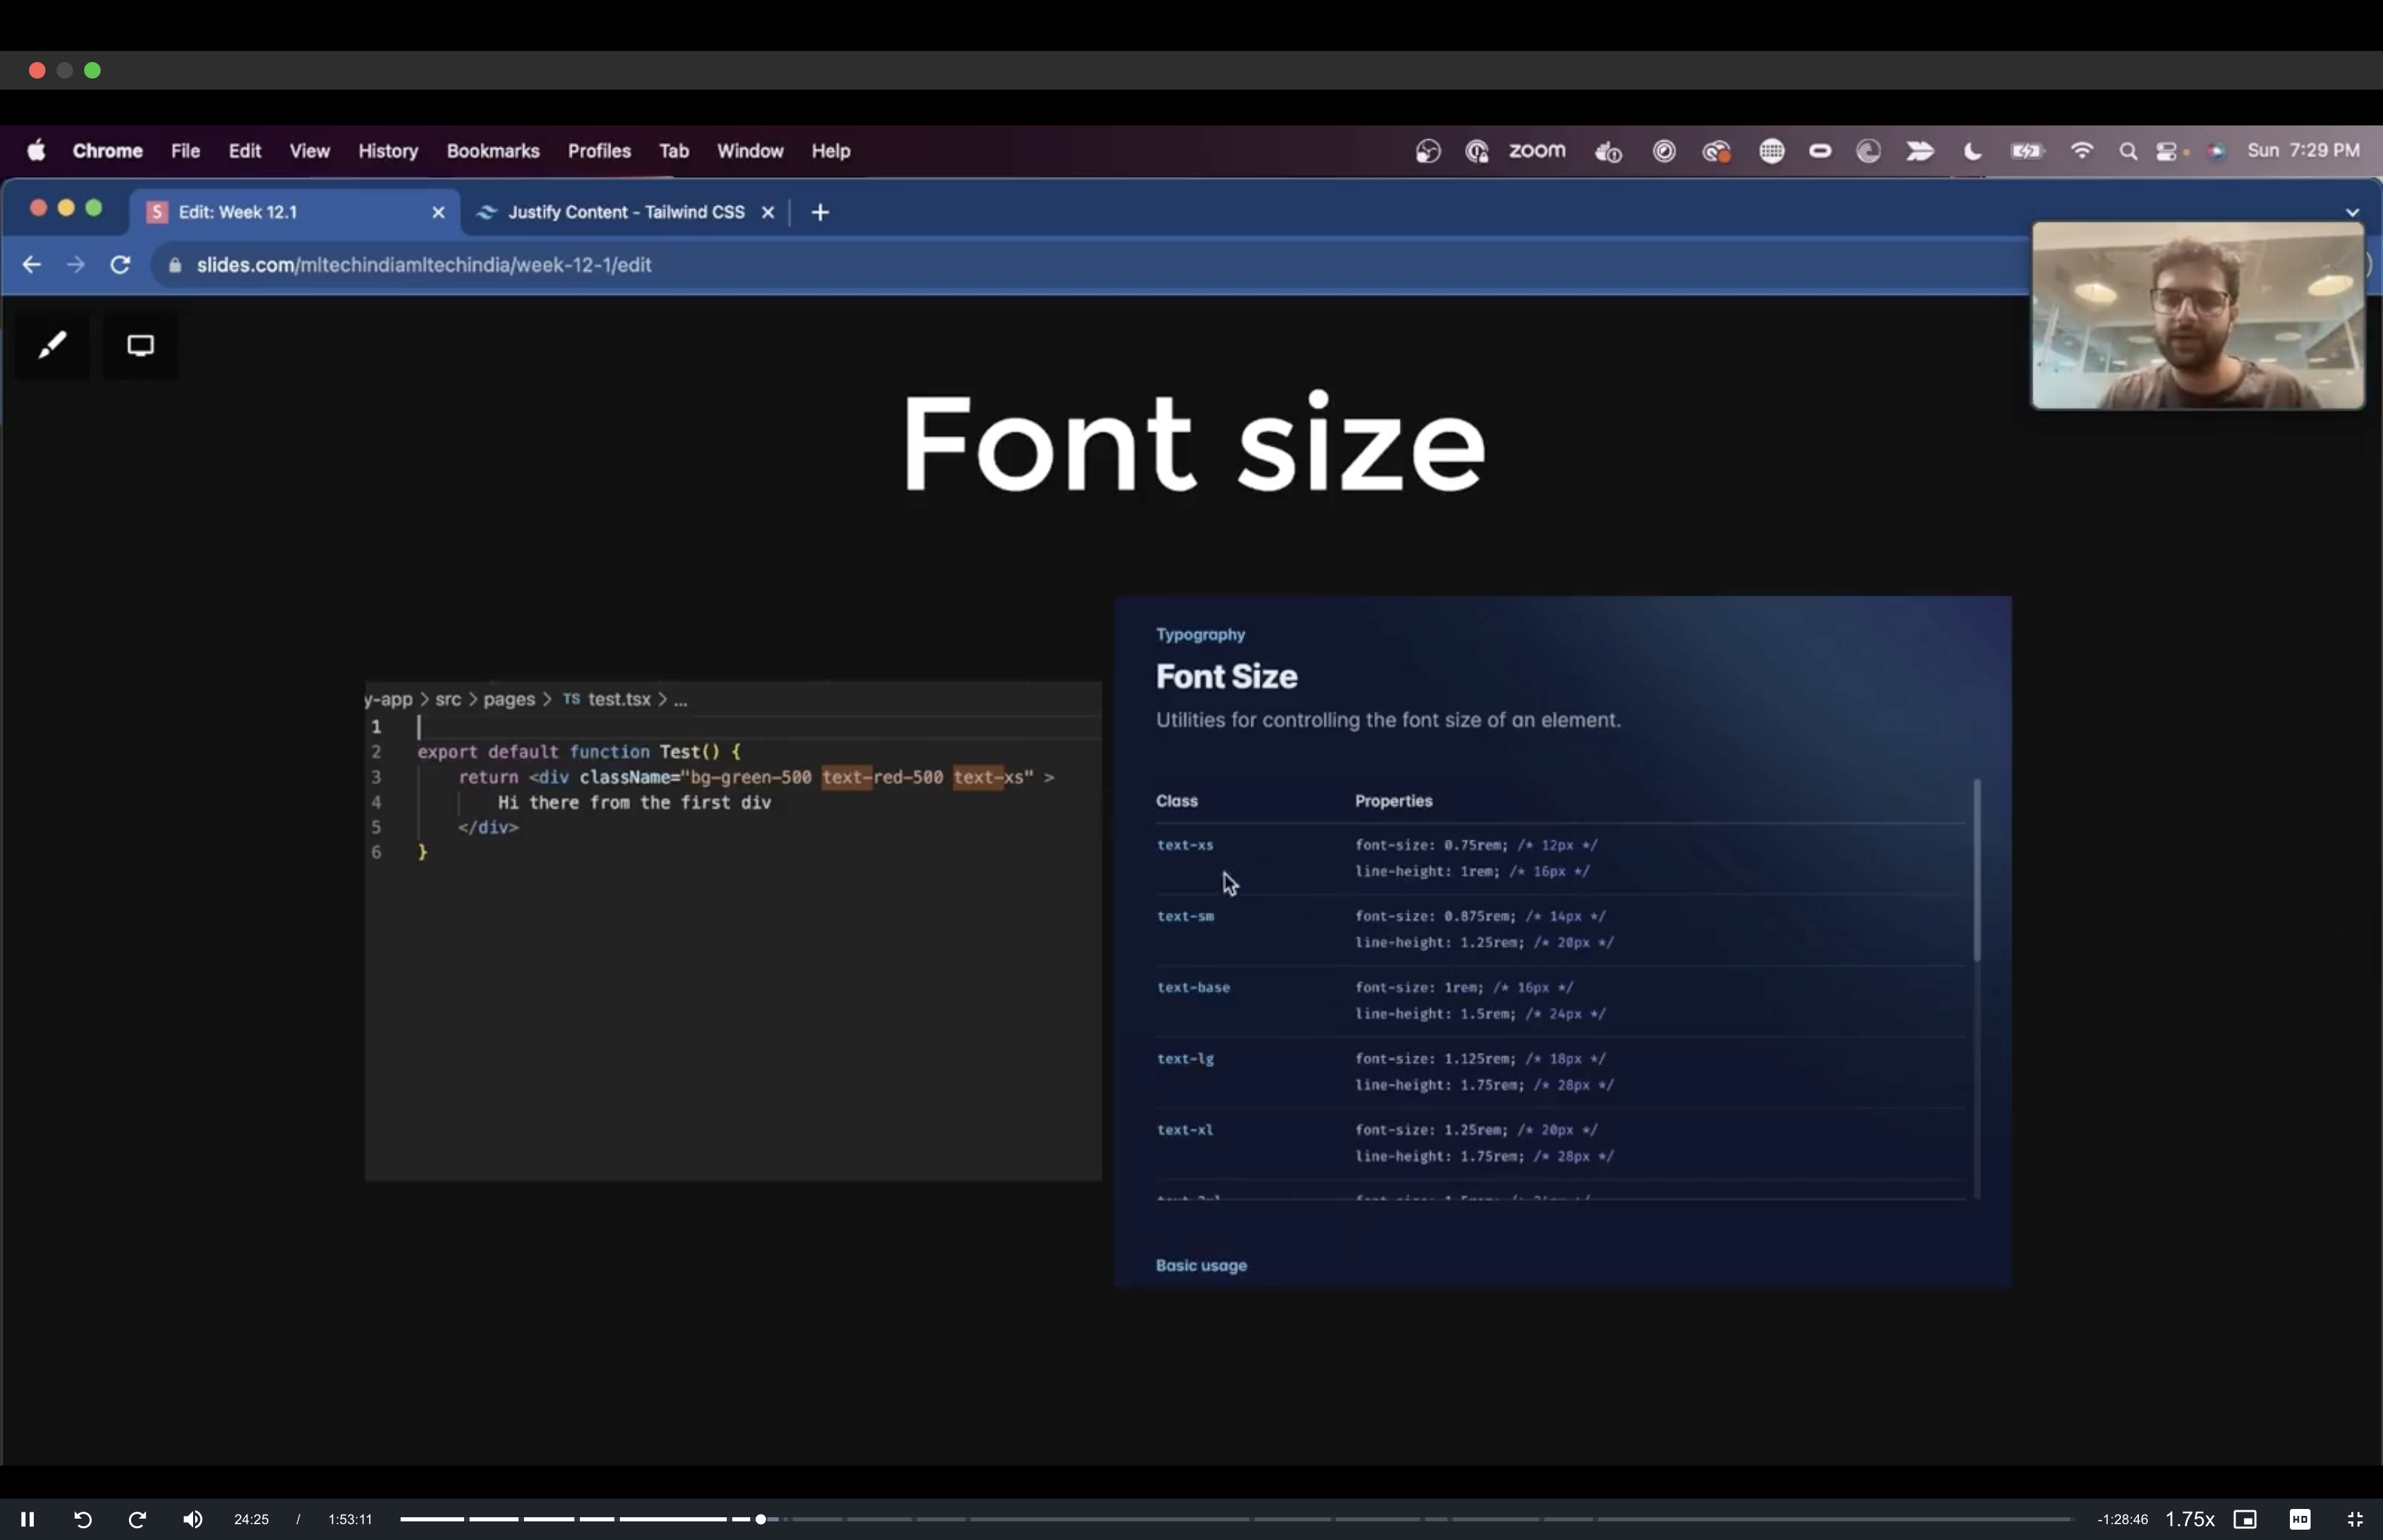 Chrome File Edit View History Bookmarks Profiles Tab Window Help zoom Sun 7:29 PM
S Edit: Week 12.1 Justify Content - Tailwind CSS
slides.com/mltechindiamltechindia/week-12-1/edit
Font size
y-app > src > pages > TS test.tsx > ...
1
2 export default function Test() {
3 return <div className="bg-green-500 text-red-500 text-xs" >
4 Hi there from the first div
5 </div>
6 }
Typography
Font Size
Utilities for controlling the font size of an element.
Class Properties
text-xs font-size: 0.75rem; /* 12px */
line-height: 1rem; /* 16px */
text-sm font-size: 0.875rem; /* 14px */
line-height: 1.25rem; /* 20px */
text-base font-size: 1rem; /* 16px */
line-height: 1.5rem; /* 24px */
text-lg font-size: 1.125rem; /* 18px */
line-height: 1.75rem; /* 28px */
text-xl font-size: 1.25rem; /* 20px */
line-height: 1.75rem; /* 28px */
Basic usage
24:25 / 1:53:11 -1:28:46 1.75x HD